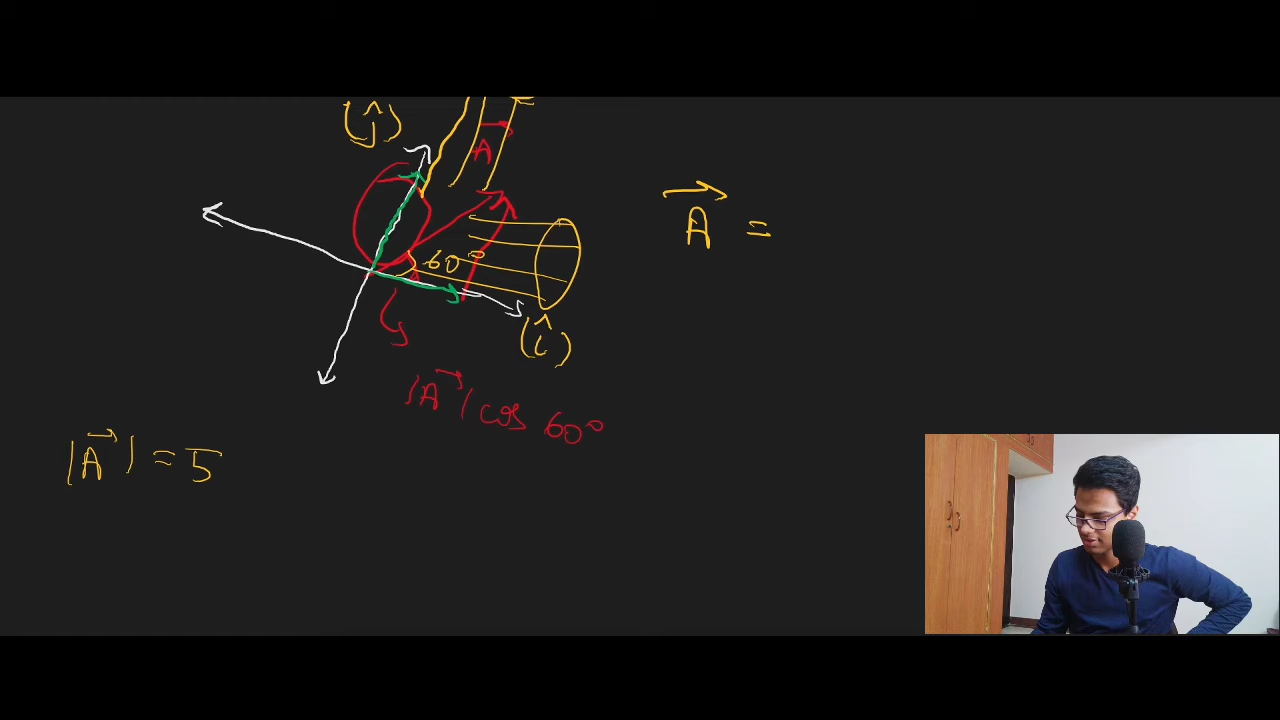 (ĵ)
A⃗
60°
A⃗ =
(î)
|A⃗| cos 60°
|A⃗| = 5